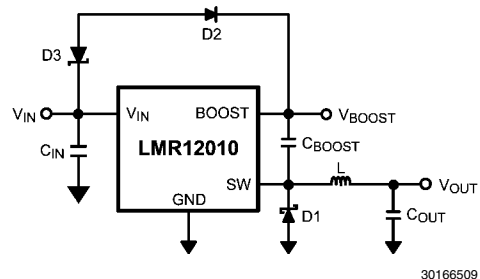 D2
D3
VIN
VIN
BOOST
VBOOST
CIN
LMR12010
CBOOST
L
SW
VOUT
GND
D1
COUT
30166509